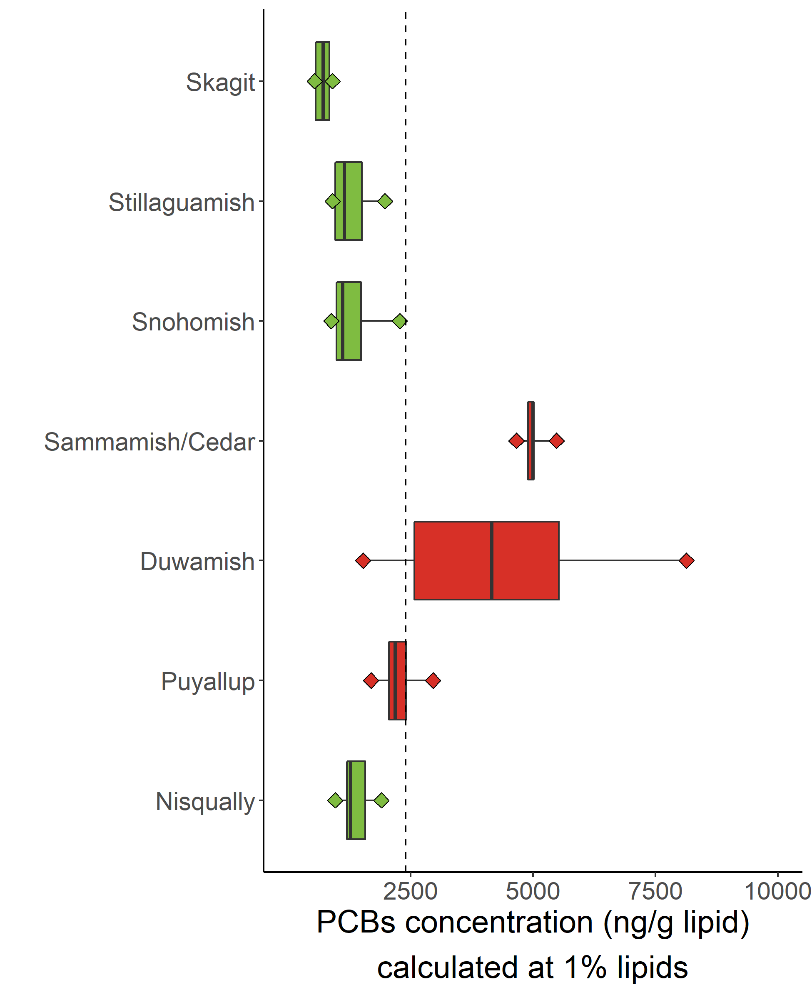 Skagit
Stillaguamish
Snohomish
Sammamish/Cedar
Duwamish
Puyallup
Nisqually
2500 5000 7500 10000
PCBs concentration (ng/g lipid)
calculated at 1% lipids